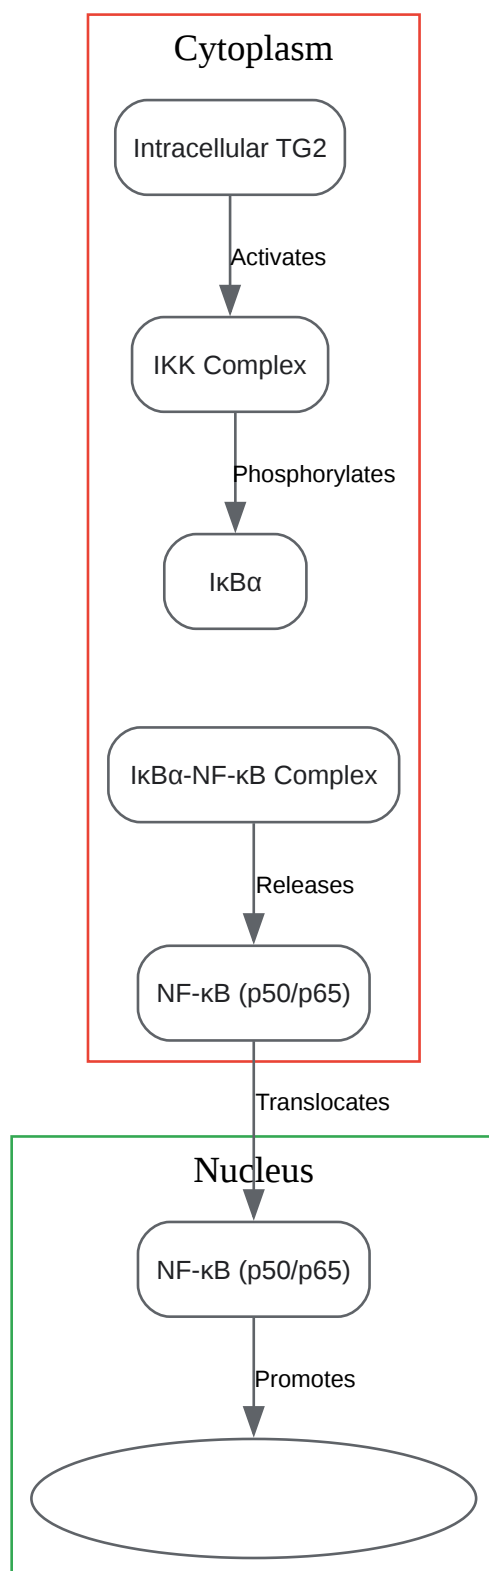 Cytoplasm
Intracellular TG2
Activates
IKK Complex
Phosphorylates
IκBα
IκBα-NF-κB Complex
Releases
NF-κB (p50/p65)
Translocates
Nucleus
NF-κB (p50/p65)
Promotes